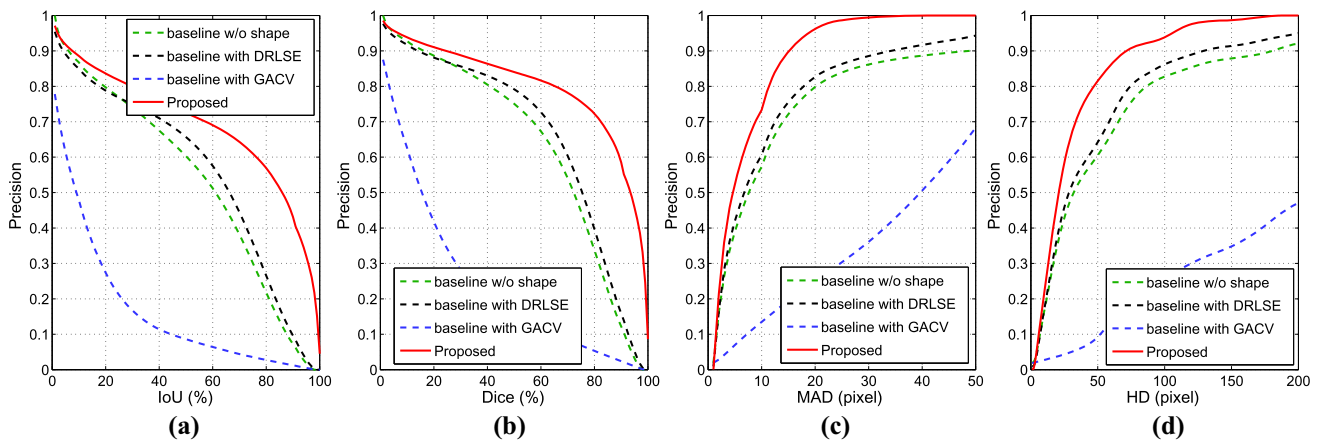 1
0.9
0.8
0.7
0.6
0.5
0.4
0.3
0.2
0.1
0
Precision
0 20 40 60 80 100
IoU (%)
baseline w/o shape
baseline with DRLSE
baseline with GACV
Proposed
(a)
1
0.9
0.8
0.7
0.6
0.5
0.4
0.3
0.2
0.1
0
Precision
0 20 40 60 80 100
Dice (%)
baseline w/o shape
baseline with DRLSE
baseline with GACV
Proposed
(b)
1
0.9
0.8
0.7
0.6
0.5
0.4
0.3
0.2
0.1
0
Precision
0 10 20 30 40 50
MAD (pixel)
baseline w/o shape
baseline with DRLSE
baseline with GACV
Proposed
(c)
1
0.9
0.8
0.7
0.6
0.5
0.4
0.3
0.2
0.1
0
Precision
0 50 100 150 200
HD (pixel)
baseline w/o shape
baseline with DRLSE
baseline with GACV
Proposed
(d)